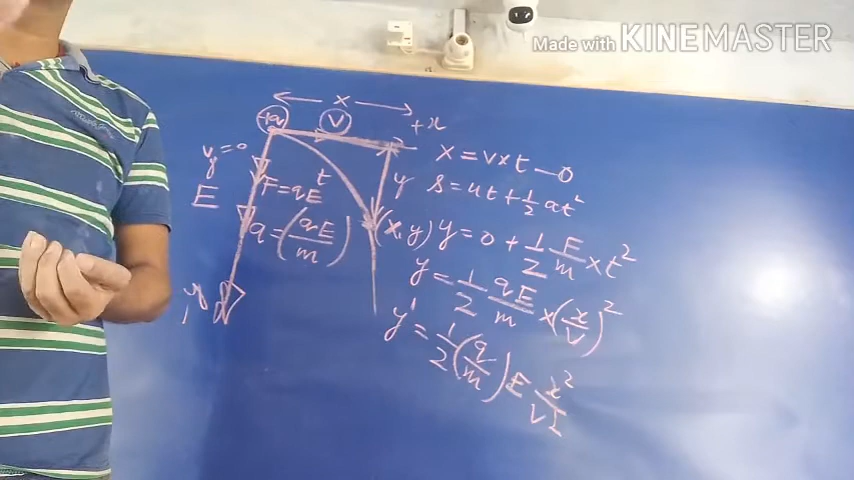 Made with KINEMASTER
← x →
+q
V
+x
x = v×t —①
y=0
E
F = qE
t
y
S = ut + 1/2 at²
a = (qE/m)
(x, y)
y = 0 + 1/2 F/m × t²
y = 1/2 qE/m × (x/v)²
y' = 1/2 (q/m) E x²/v²